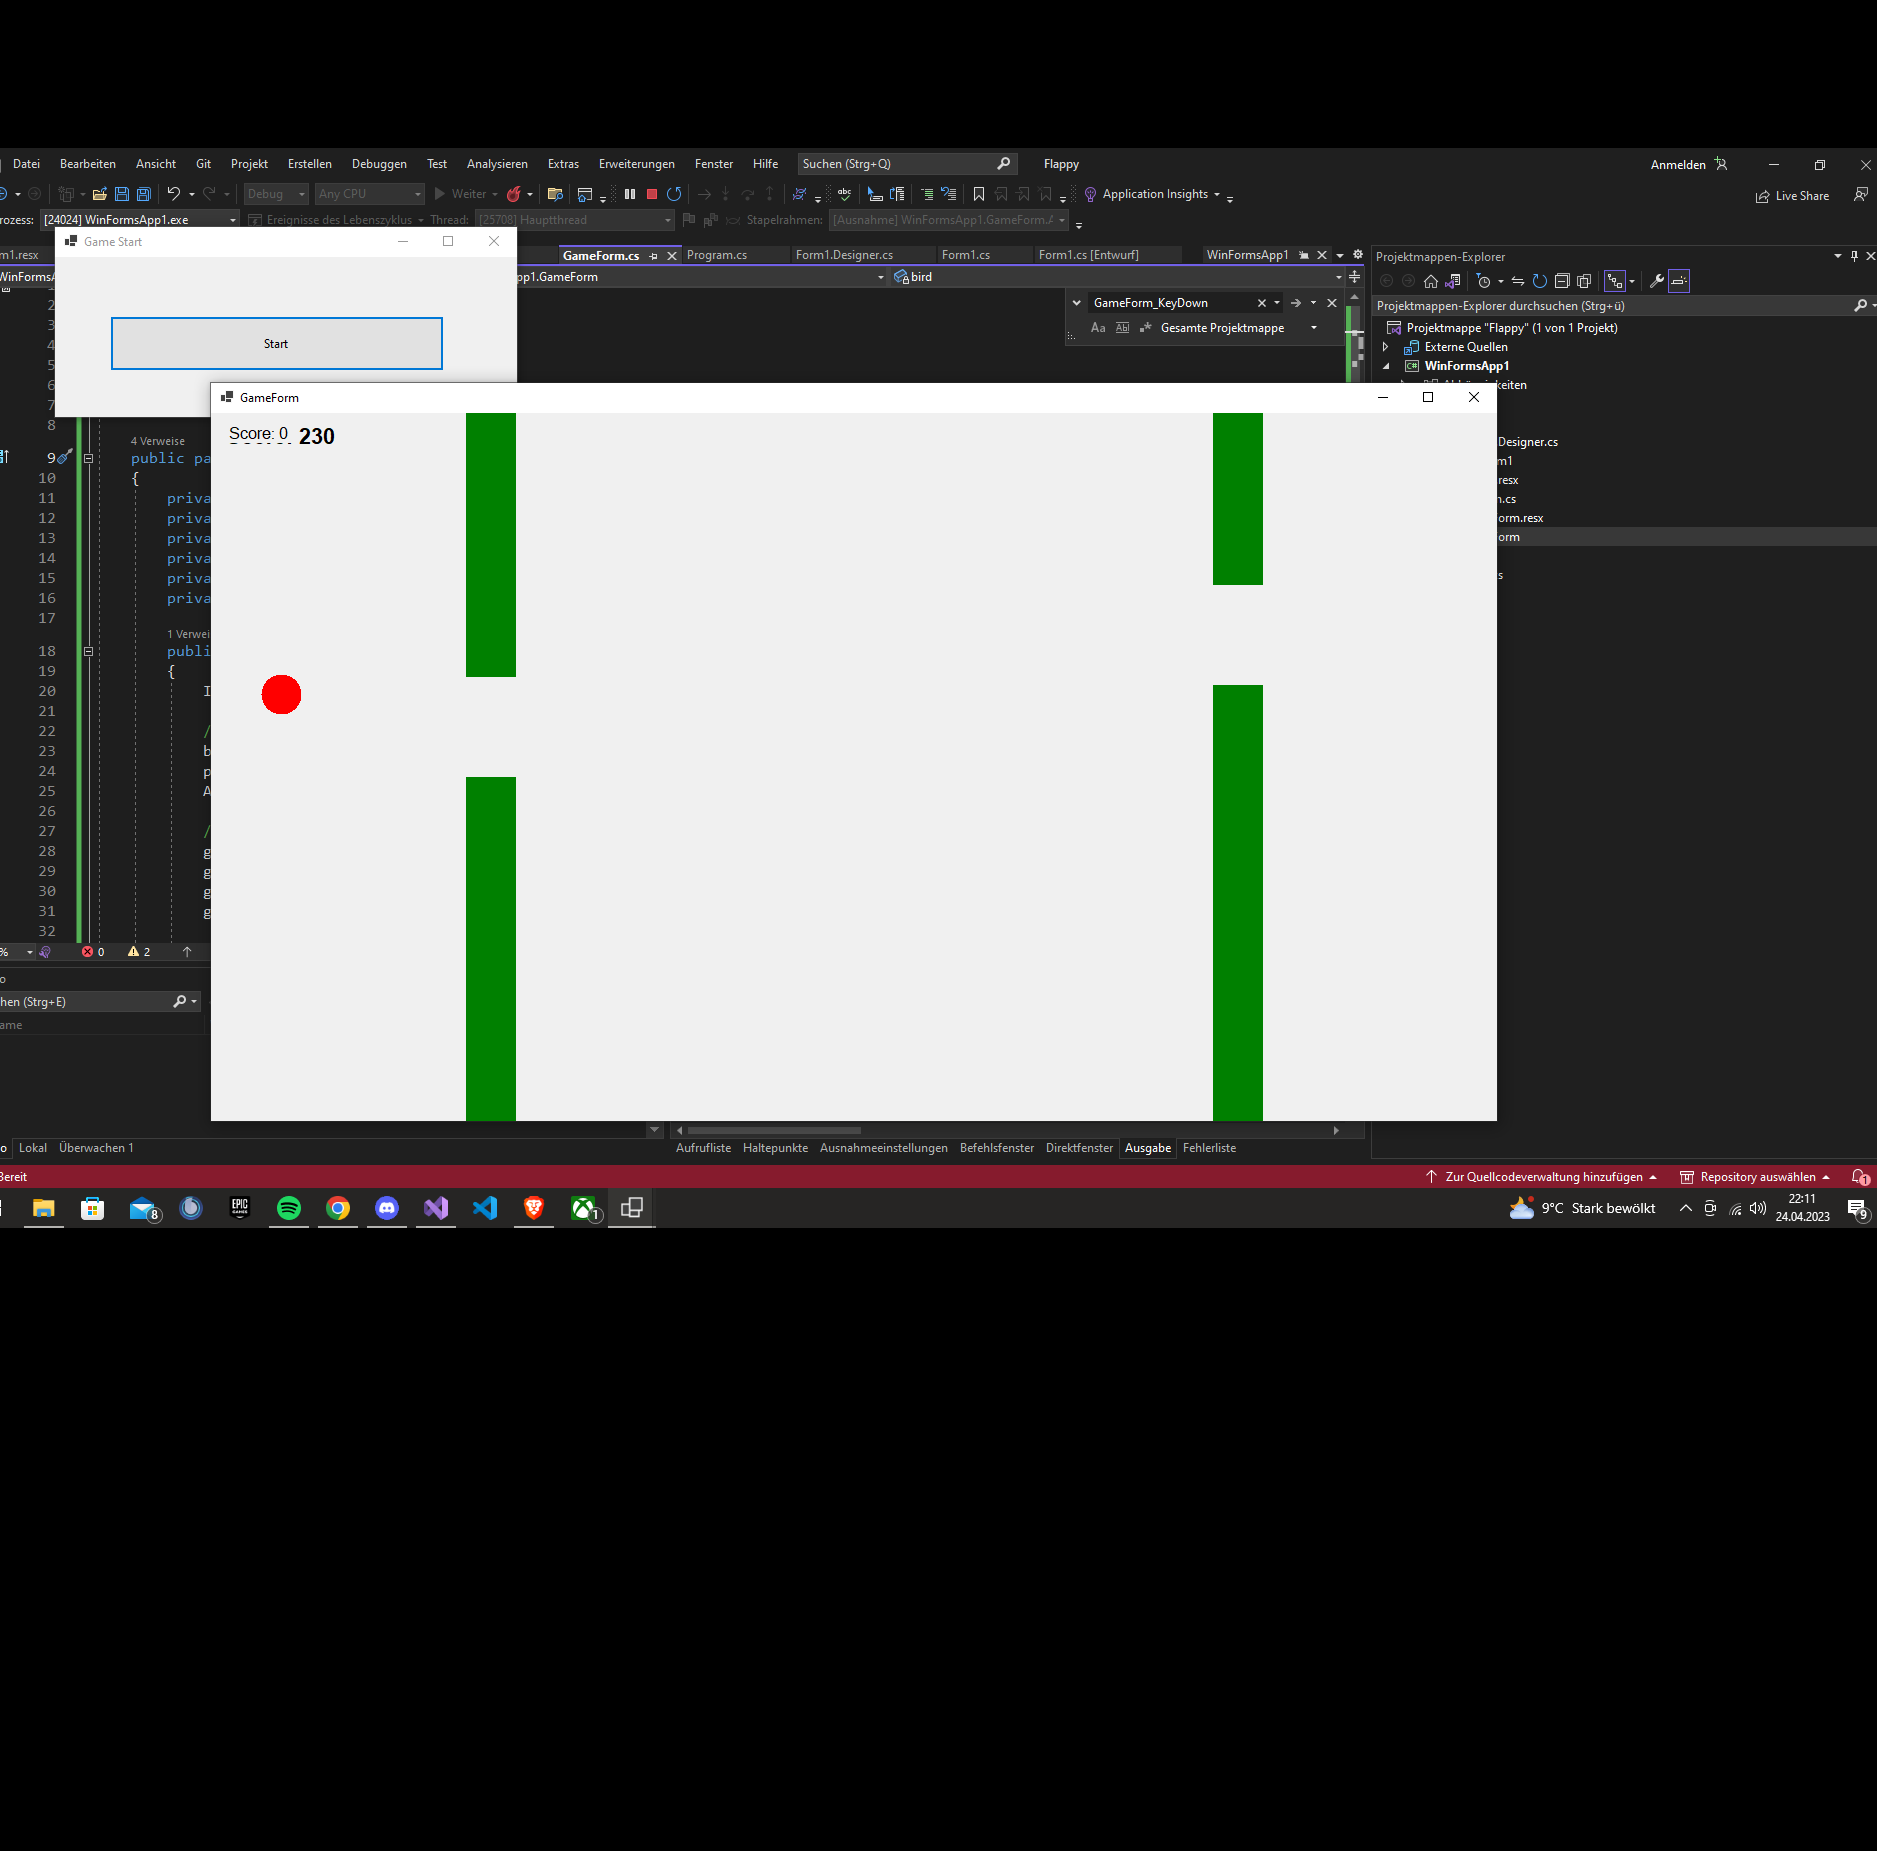 Datei Bearbeiten Ansicht Git Projekt Erstellen Debuggen Test Analysieren Extras Erweiterungen Fenster Hilfe Suchen (Strg+Q) Flappy Anmelden
Debug Any CPU Weiter Application Insights Live Share
rozess: [24024] WinFormsApp1.exe Ereignisse des Lebenszyklus Thread: [25708] Hauptthread Stapelrahmen: [Ausnahme] WinFormsApp1.GameForm.A
Game Start
m1.resx GameForm.cs Program.cs Form1.Designer.cs Form1.cs Form1.cs [Entwurf] WinFormsApp1
WinFormsA pp1.GameForm bird
Projektmappen-Explorer
Projektmappen-Explorer durchsuchen (Strg+ü)
Projektmappe "Flappy" (1 von 1 Projekt)
Externe Quellen
WinFormsApp1
keiten
Designer.cs
m1
resx
n.cs
orm.resx
orm
s
GameForm_KeyDown
Aa Abl Gesamte Projektmappe
Start
GameForm
Score: 0 230
2
3
4
5
6
7
8
4 Verweise
9 public pa
10 {
11 priva
12 priva
13 priva
14 priva
15 priva
16 priva
17
1 Verwei
18 publi
19 {
20 I
21
22 /
23 b
24 p
25 A
26
27 /
28 g
29 g
30 g
31 g
32
% 0 2
o
hen (Strg+E)
ame
o Lokal Überwachen 1
Aufrufliste Haltepunkte Ausnahmeeinstellungen Befehlsfenster Direktfenster Ausgabe Fehlerliste
Bereit Zur Quellcodeverwaltung hinzufügen Repository auswählen 1
8 EPIC GAMES 1 9°C Stark bewölkt 22:11
24.04.2023 9